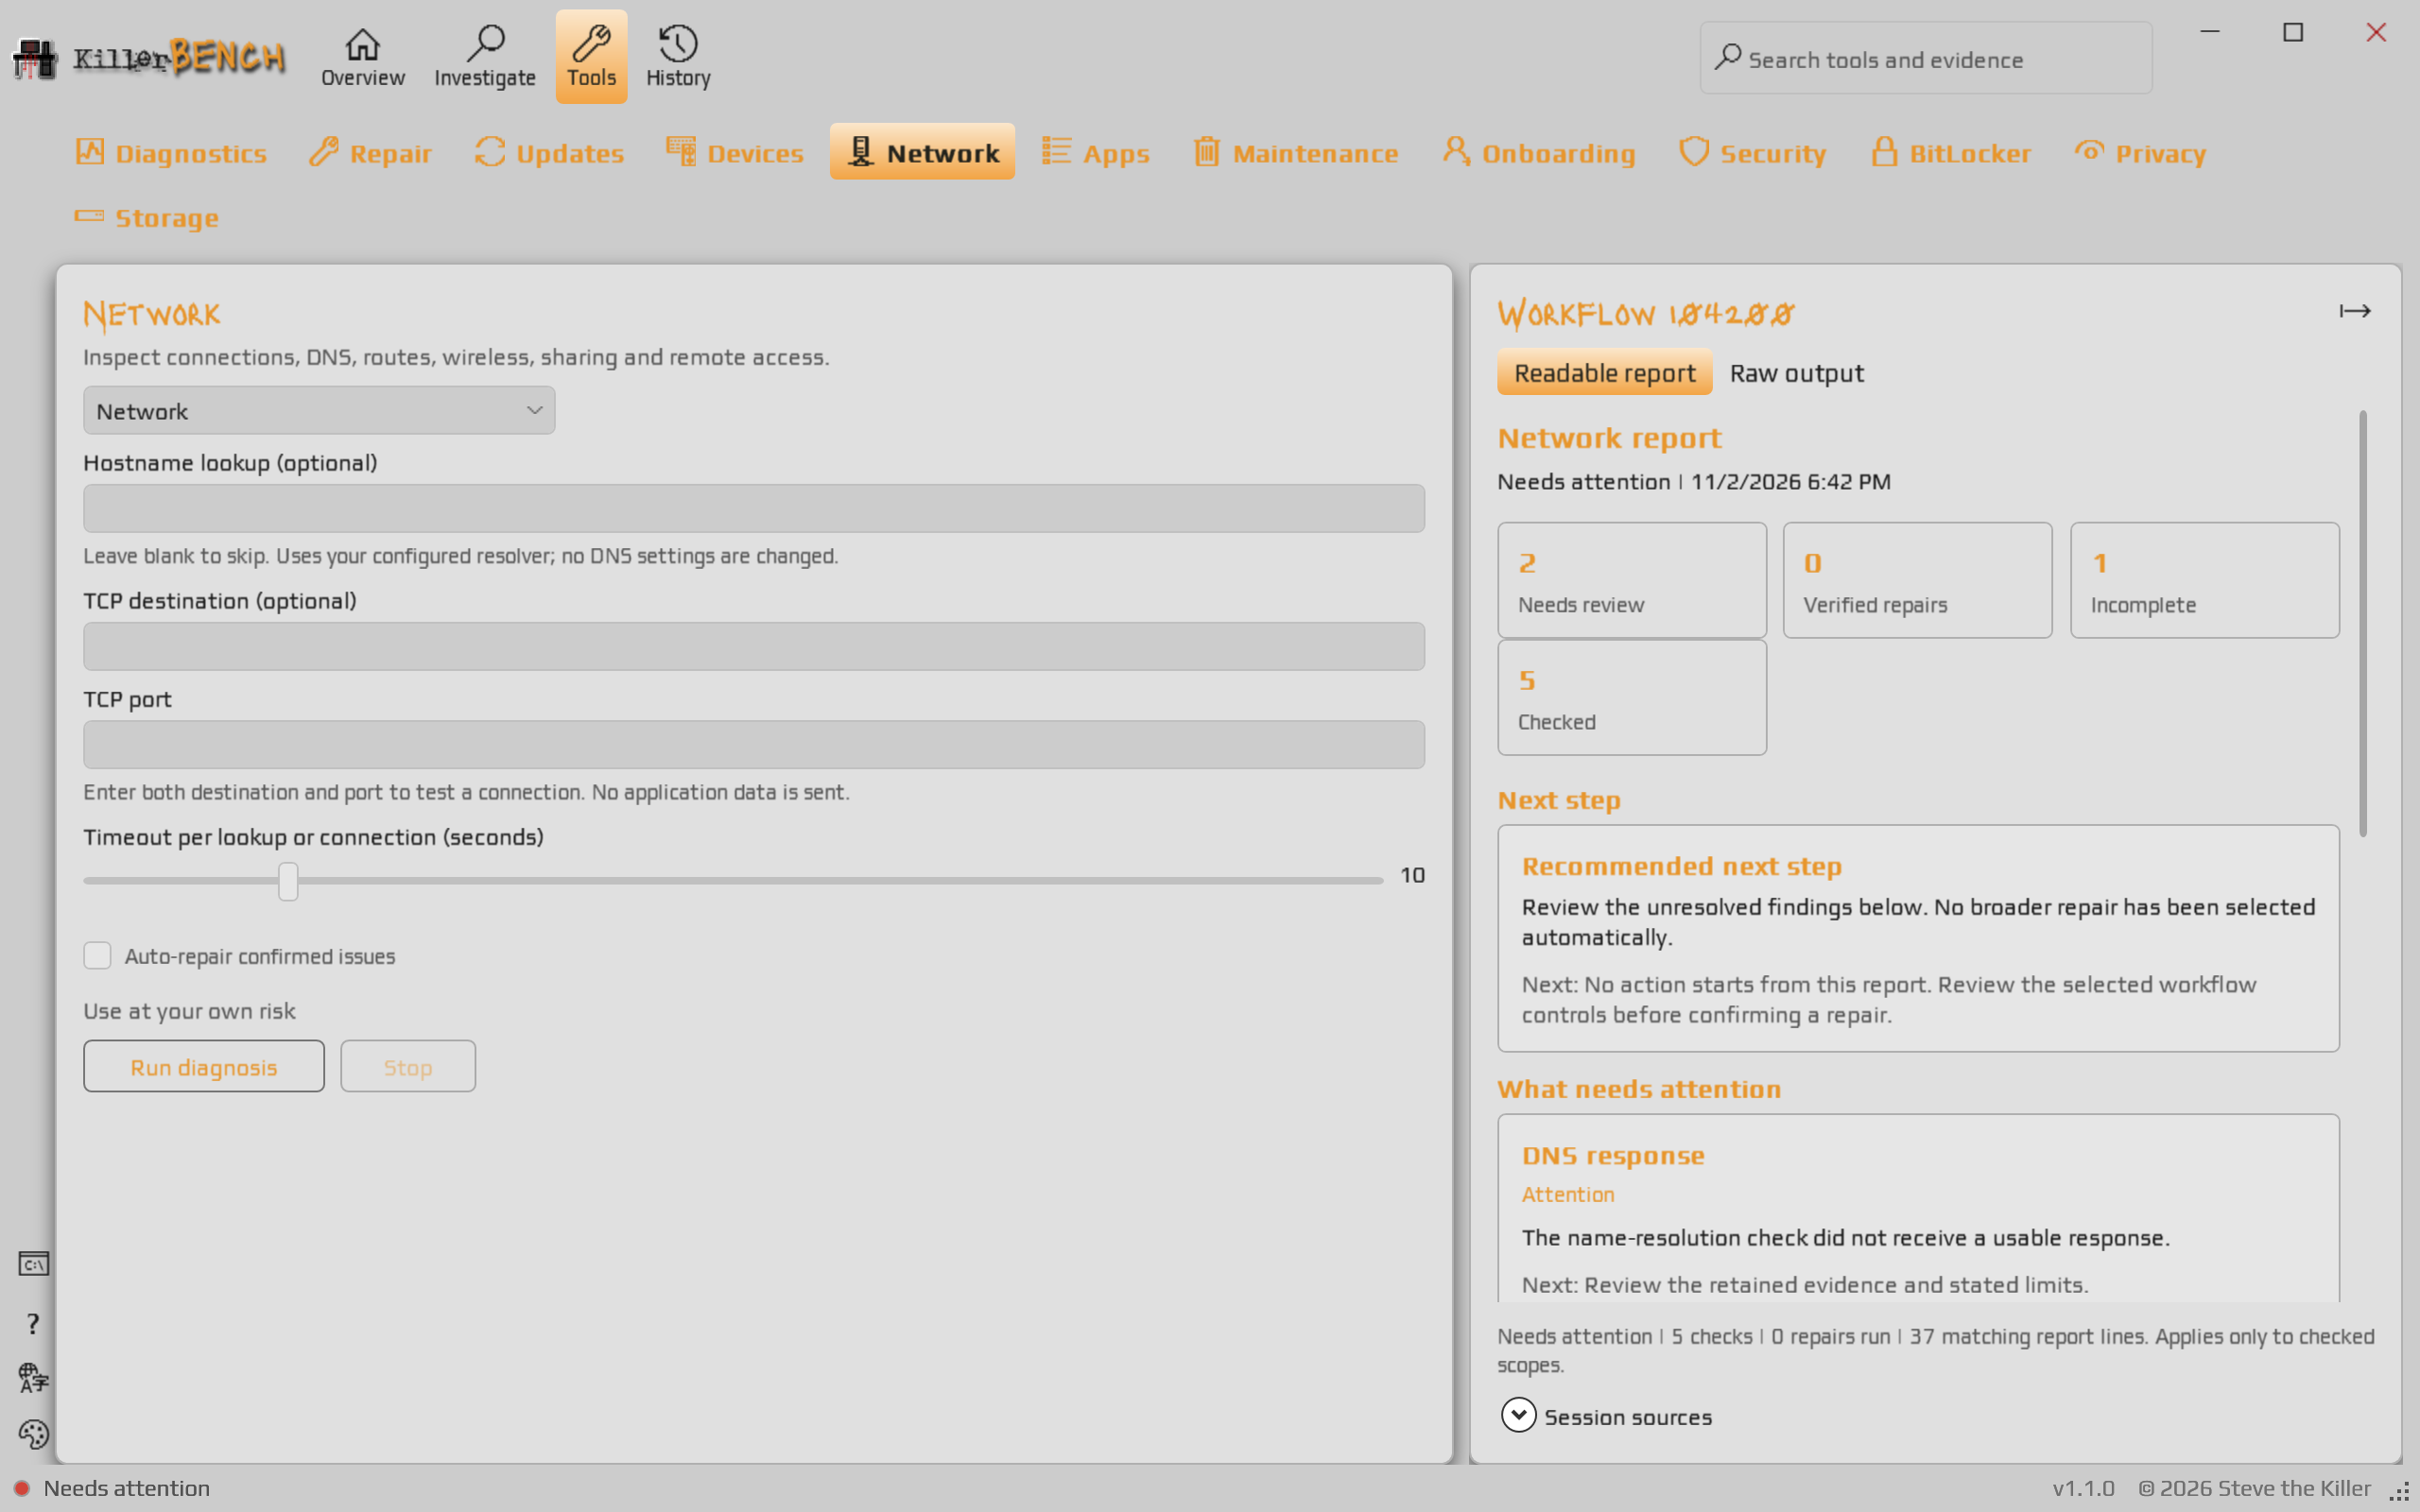 KillerBENCH
Overview
Investigate
Tools
History
Search tools and evidence
Diagnostics
Repair
Updates
Devices
Network
Apps
Maintenance
Onboarding
Security
BitLocker
Privacy
Storage
Network
Inspect connections, DNS, routes, wireless, sharing and remote access.
Network
Hostname lookup (optional)
Leave blank to skip. Uses your configured resolver; no DNS settings are changed.
TCP destination (optional)
TCP port
Enter both destination and port to test a connection. No application data is sent.
Timeout per lookup or connection (seconds)
10
Auto-repair confirmed issues
Use at your own risk
Run diagnosis
Stop
Workflow 104200
Readable report
Raw output
Network report
Needs attention | 11/2/2026 6:42 PM
2
Needs review
0
Verified repairs
1
Incomplete
5
Checked
Next step
Recommended next step
Review the unresolved findings below. No broader repair has been selected
automatically.
Next: No action starts from this report. Review the selected workflow
controls before confirming a repair.
What needs attention
DNS response
Attention
The name-resolution check did not receive a usable response.
Next: Review the retained evidence and stated limits.
Needs attention | 5 checks | 0 repairs run | 37 matching report lines. Applies only to checked
scopes.
Session sources
C:\
?
A字
Needs attention
v1.1.0
© 2026 Steve the Killer